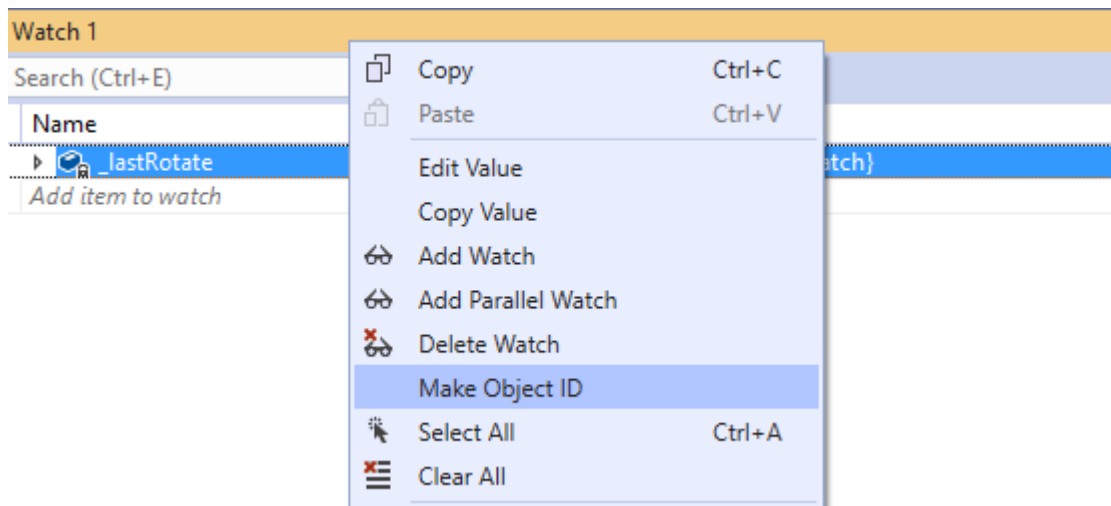 Watch 1
Search (Ctrl+E)
Name
_lastRotate
atch}
Add item to watch
Copy Ctrl+C
Paste Ctrl+V
Edit Value
Copy Value
Add Watch
Add Parallel Watch
Delete Watch
Make Object ID
Select All Ctrl+A
Clear All